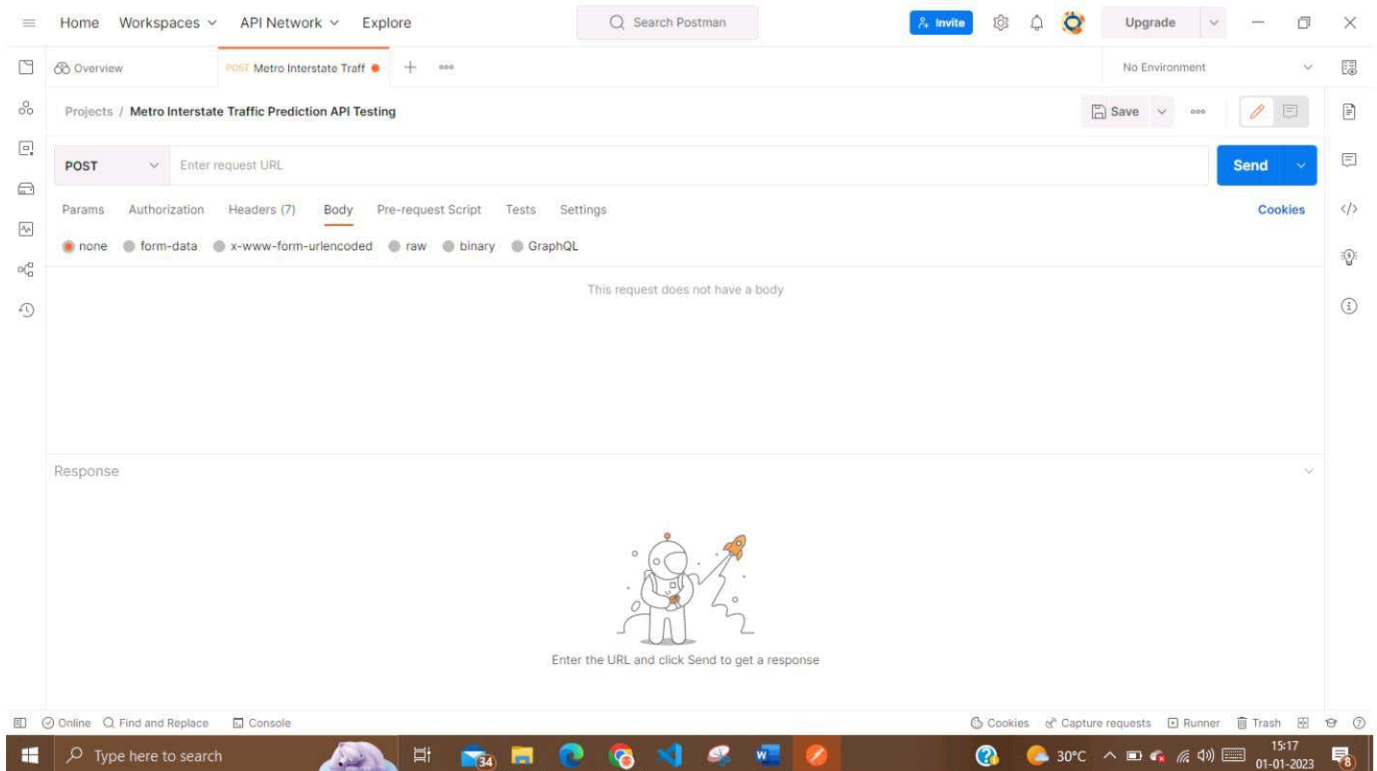 Home Workspaces API Network Explore Search Postman Invite Upgrade
Overview POST Metro Interstate Traff No Environment
Projects / Metro Interstate Traffic Prediction API Testing Save
POST Enter request URL Send
Params Authorization Headers (7) Body Pre-request Script Tests Settings Cookies
none form-data x-www-form-urlencoded raw binary GraphQL
This request does not have a body
Response
Enter the URL and click Send to get a response
Online Find and Replace Console Cookies Capture requests Runner Trash
Type here to search 34 30°C 15:17 8
01-01-2023